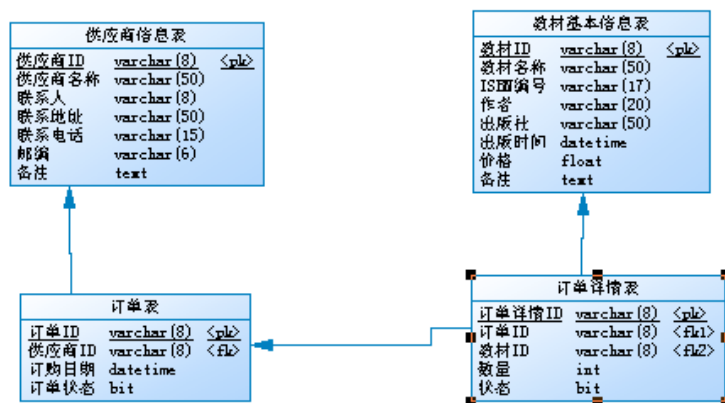 供应商信息表
供应商ID varchar(8) <pk>
供应商名称 varchar(50)
联系人 varchar(8)
联系地址 varchar(50)
联系电话 varchar(15)
邮编 varchar(6)
备注 text
教材基本信息表
教材ID varchar(8) <pk>
教材名称 varchar(50)
ISBN编号 varchar(17)
作者 varchar(20)
出版社 varchar(50)
出版时间 datetime
价格 float
备注 text
订单表
订单ID varchar(8) <pk>
供应商ID varchar(8) <fk>
订购日期 datetime
订单状态 bit
订单详情表
订单详情ID varchar(8) <pk>
订单ID varchar(8) <fk1>
教材ID varchar(8) <fk2>
数量 int
状态 bit